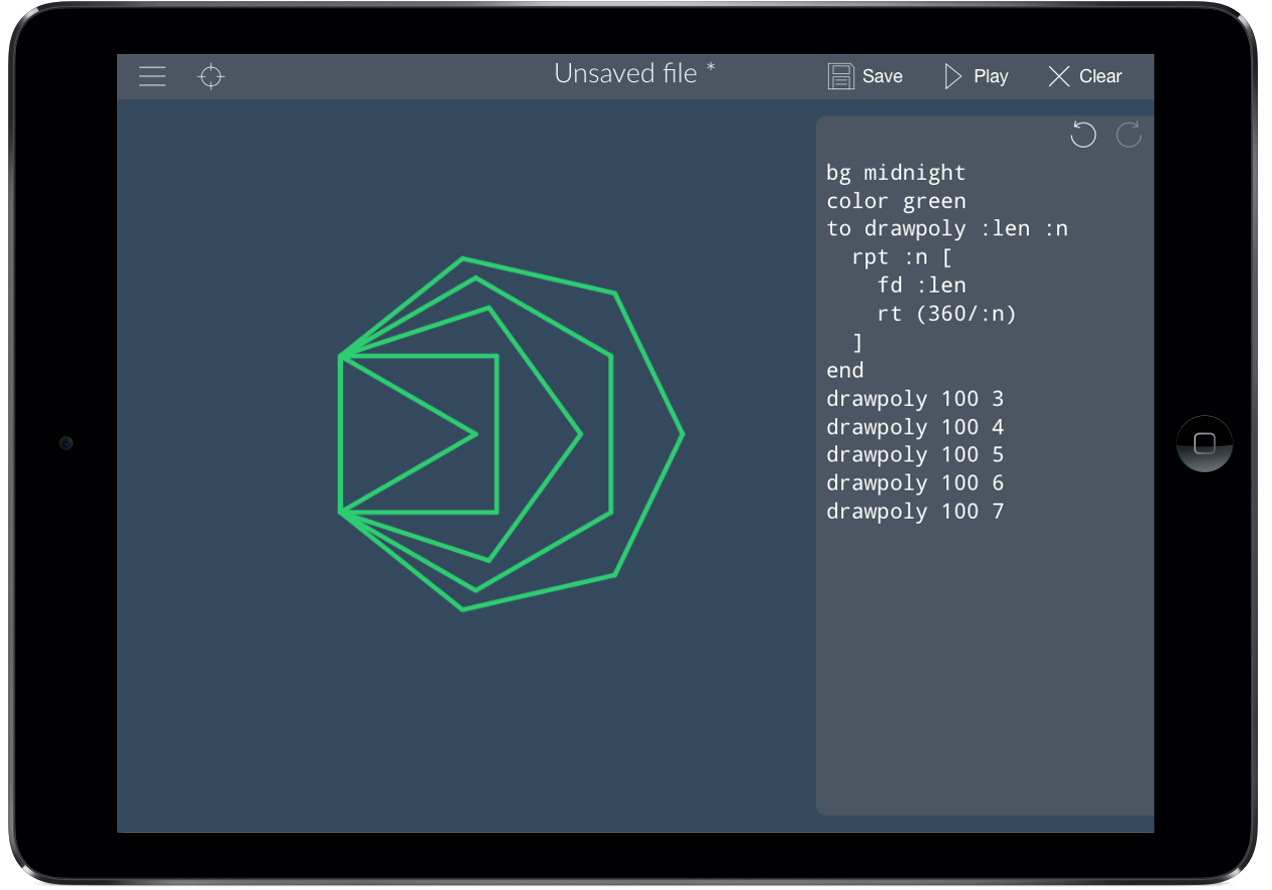 Unsaved file *
Save
Play
Clear
bg midnight
color green
to drawpoly :len :n
  rpt :n [
    fd :len
    rt (360/:n)
  ]
end
drawpoly 100 3
drawpoly 100 4
drawpoly 100 5
drawpoly 100 6
drawpoly 100 7